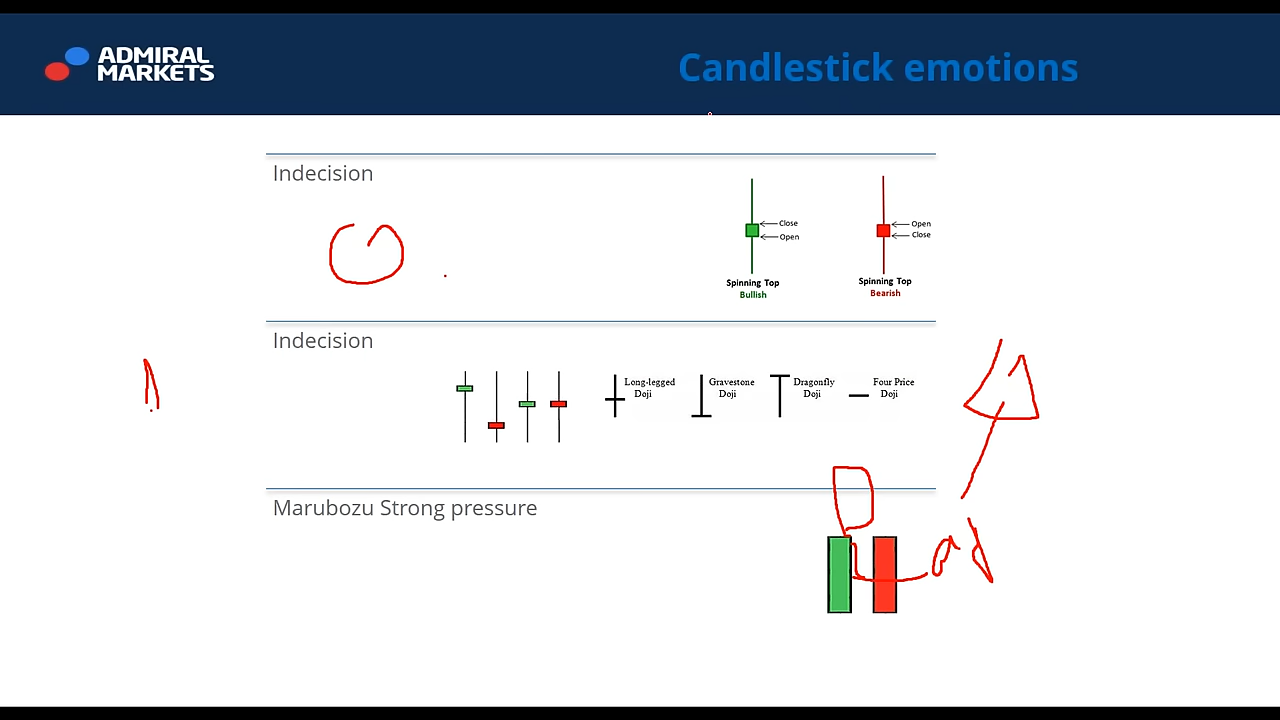 ADMIRAL
MARKETS
Candlestick emotions
Indecision
Close
Open
Spinning Top
Bullish
Open
Close
Spinning Top
Bearish
Indecision
Long-legged
Doji
Gravestone
Doji
Dragonfly
Doji
Four Price
Doji
Marubozu Strong pressure